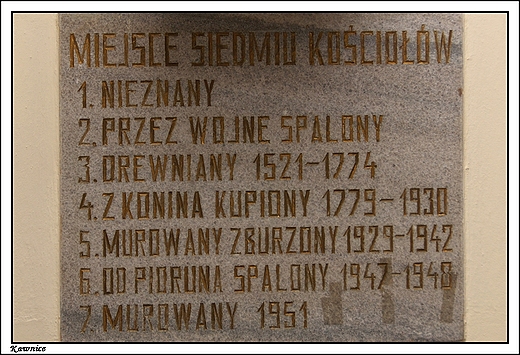 MIEJSCE SIEDMIU KOŚCIOŁÓW
1. NIEZNANY
2. PRZEZ WOJNE SPALONY
3. DREWNIANY 1521-1774
4. Z KONINA KUPIONY 1779-1930
5. MUROWANY ZBURZONY 1929-1942
6. OD PIORUNA SPALONY 1947-1948
7. MUROWANY 1951
Kawnice